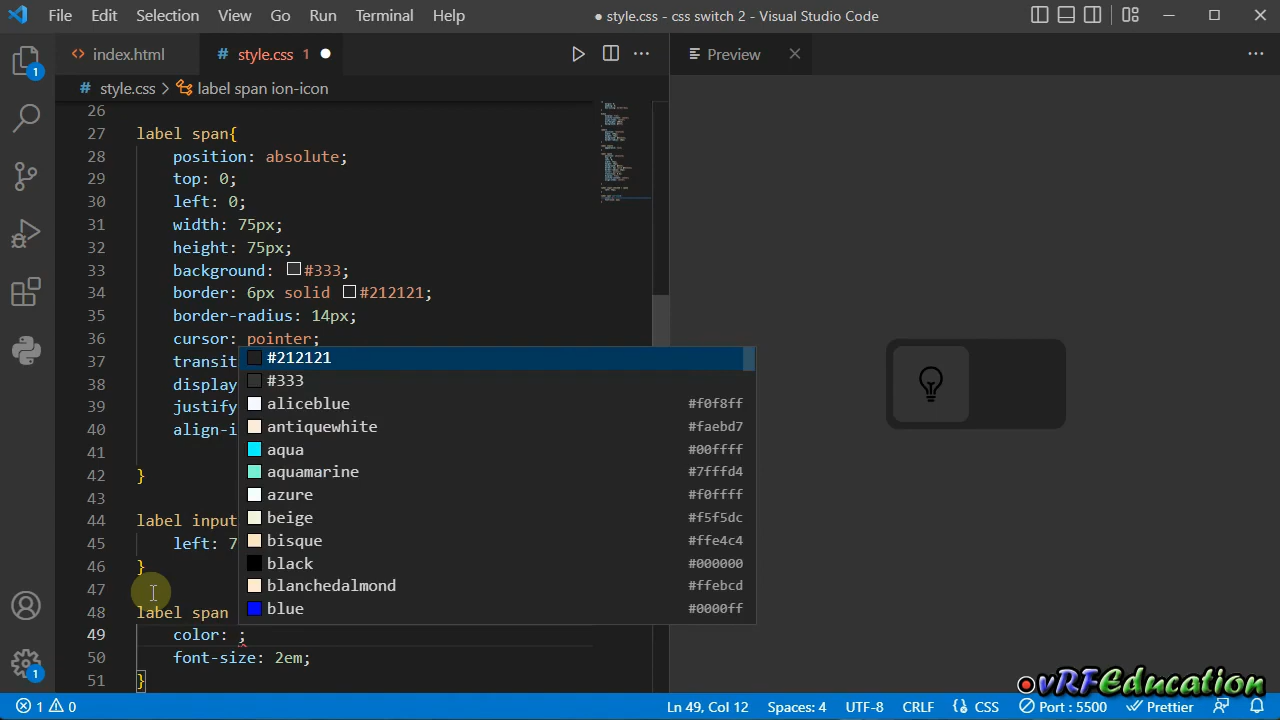 File Edit Selection View Go Run Terminal Help ● style.css - css switch 2 - Visual Studio Code
index.html
style.css 1
Preview
style.css > label span ion-icon
26
27 label span{
28 position: absolute;
29 top: 0;
30 left: 0;
31 width: 75px;
32 height: 75px;
33 background: #333;
34 border: 6px solid #212121;
35 border-radius: 14px;
36 cursor: pointer;
37 transit
38 display
39 justify
40 align-i
41
42 }
43
44 label input
45 left: 7
46 }
47
48 label span
49 color: ;
50 font-size: 2em;
51 }
#212121
#333
aliceblue #f0f8ff
antiquewhite #faebd7
aqua #00ffff
aquamarine #7fffd4
azure #f0ffff
beige #f5f5dc
bisque #ffe4c4
black #000000
blanchedalmond #ffebcd
blue #0000ff
1
1
vRFEducation
1 0 Ln 49, Col 12 Spaces: 4 UTF-8 CRLF {} CSS Port : 5500 Prettier